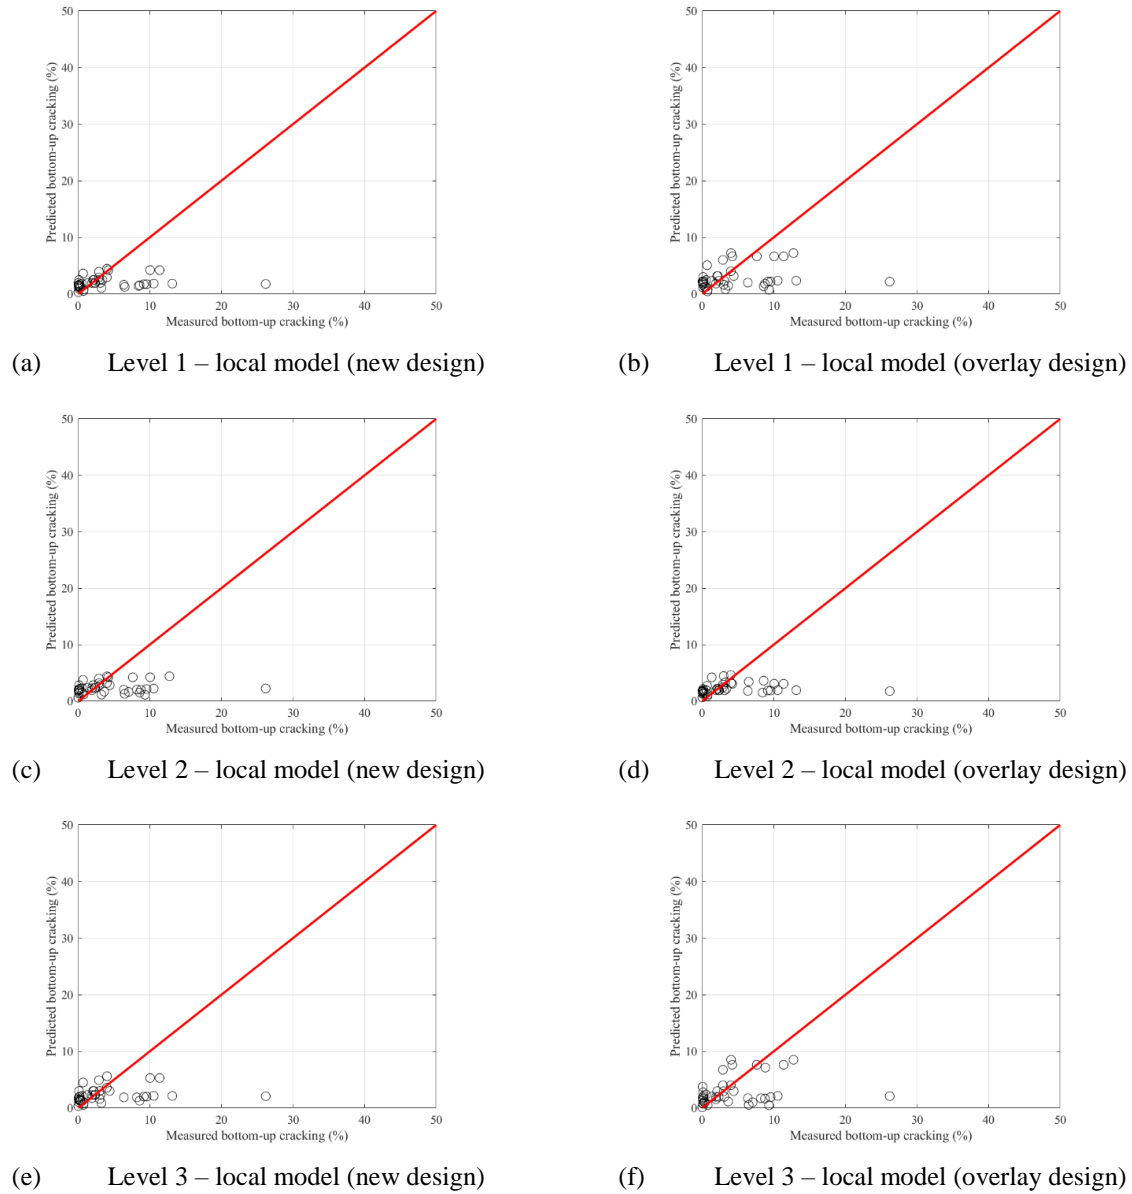 50
40
30
20
10
0
Predicted bottom-up cracking (%)
0 10 20 30 40 50
Measured bottom-up cracking (%)
50
40
30
20
10
0
Predicted bottom-up cracking (%)
0 10 20 30 40 50
Measured bottom-up cracking (%)
(a) Level 1 – local model (new design)
(b) Level 1 – local model (overlay design)
50
40
30
20
10
0
Predicted bottom-up cracking (%)
0 10 20 30 40 50
Measured bottom-up cracking (%)
50
40
30
20
10
0
Predicted bottom-up cracking (%)
0 10 20 30 40 50
Measured bottom-up cracking (%)
(c) Level 2 – local model (new design)
(d) Level 2 – local model (overlay design)
50
40
30
20
10
0
Predicted bottom-up cracking (%)
0 10 20 30 40 50
Measured bottom-up cracking (%)
50
40
30
20
10
0
Predicted bottom-up cracking (%)
0 10 20 30 40 50
Measured bottom-up cracking (%)
(e) Level 3 – local model (new design)
(f) Level 3 – local model (overlay design)